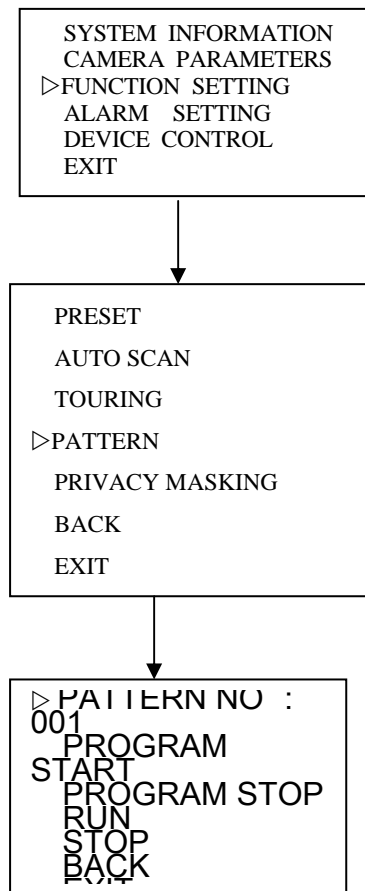 SYSTEM INFORMATION
CAMERA PARAMETERS
▷FUNCTION SETTING
ALARM SETTING
DEVICE CONTROL
EXIT
PRESET
AUTO SCAN
TOURING
▷PATTERN
PRIVACY MASKING
BACK
EXIT
▷ PATTERN NO :
001
PROGRAM
START
PROGRAM STOP
RUN
STOP
BACK
EXIT